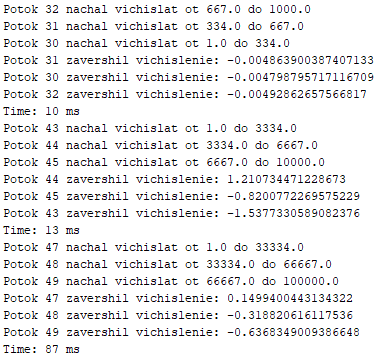 Potok 32 nachal vichislat ot 667.0 do 1000.0
Potok 31 nachal vichislat ot 334.0 do 667.0
Potok 30 nachal vichislat ot 1.0 do 334.0
Potok 31 zavershil vichislenie: -0.004863900387407133
Potok 30 zavershil vichislenie: -0.004798795717116709
Potok 32 zavershil vichislenie: -0.00492862657566817
Time: 10 ms
Potok 43 nachal vichislat ot 1.0 do 3334.0
Potok 44 nachal vichislat ot 3334.0 do 6667.0
Potok 45 nachal vichislat ot 6667.0 do 10000.0
Potok 44 zavershil vichislenie: 1.210734471228673
Potok 45 zavershil vichislenie: -0.8200772269575229
Potok 43 zavershil vichislenie: -1.5377330589082376
Time: 13 ms
Potok 47 nachal vichislat ot 1.0 do 33334.0
Potok 48 nachal vichislat ot 33334.0 do 66667.0
Potok 49 nachal vichislat ot 66667.0 do 100000.0
Potok 47 zavershil vichislenie: 0.1499400443134322
Potok 48 zavershil vichislenie: -0.318820616117536
Potok 49 zavershil vichislenie: -0.6368349009386648
Time: 87 ms